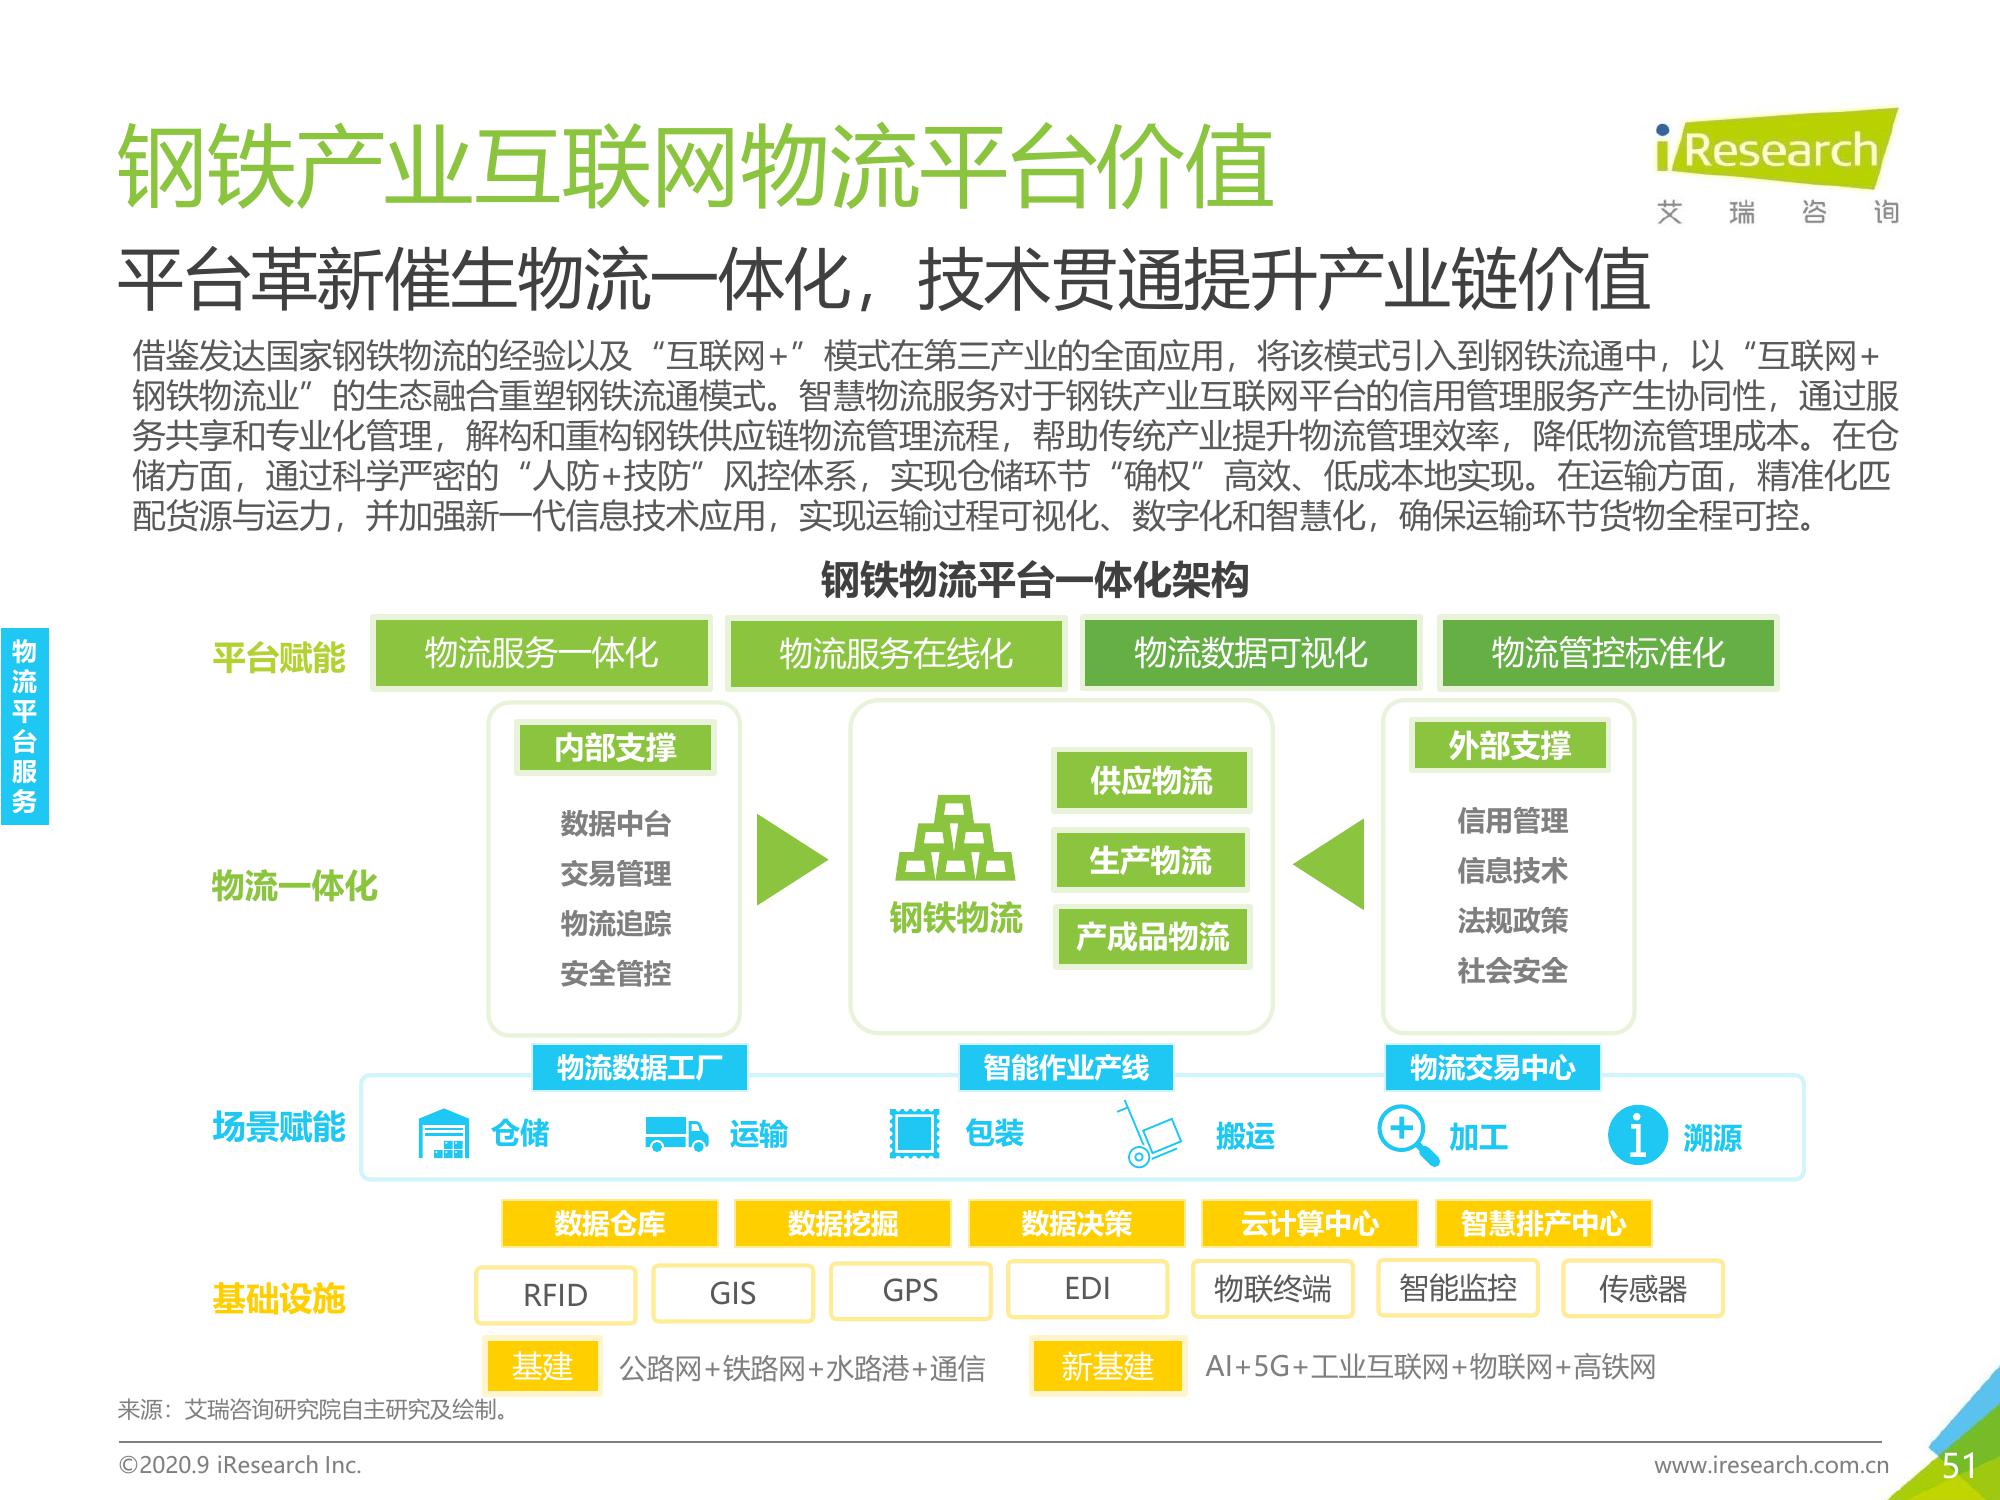 钢铁产业互联网物流平台价值
iResearch
艾瑞咨询
平台革新催生物流一体化，技术贯通提升产业链价值
借鉴发达国家钢铁物流的经验以及“互联网+”模式在第三产业的全面应用，将该模式引入到钢铁流通中，以“互联网+
钢铁物流业”的生态融合重塑钢铁流通模式。智慧物流服务对于钢铁产业互联网平台的信用管理服务产生协同性，通过服
务共享和专业化管理，解构和重构钢铁供应链物流管理流程，帮助传统产业提升物流管理效率，降低物流管理成本。在仓
储方面，通过科学严密的“人防+技防”风控体系，实现仓储环节“确权”高效、低成本地实现。在运输方面，精准化匹
配货源与运力，并加强新一代信息技术应用，实现运输过程可视化、数字化和智慧化，确保运输环节货物全程可控。
钢铁物流平台一体化架构
物流平台服务
平台赋能
物流服务一体化
物流服务在线化
物流数据可视化
物流管控标准化
物流一体化
内部支撑
数据中台
交易管理
物流追踪
安全管控
钢铁物流
供应物流
生产物流
产成品物流
外部支撑
信用管理
信息技术
法规政策
社会安全
物流数据工厂
智能作业产线
物流交易中心
场景赋能
仓储
运输
包装
搬运
加工
溯源
数据仓库
数据挖掘
数据决策
云计算中心
智慧排产中心
基础设施
RFID
GIS
GPS
EDI
物联终端
智能监控
传感器
基建
公路网+铁路网+水路港+通信
新基建
AI+5G+工业互联网+物联网+高铁网
来源：艾瑞咨询研究院自主研究及绘制。
©2020.9 iResearch Inc.
www.iresearch.com.cn
51